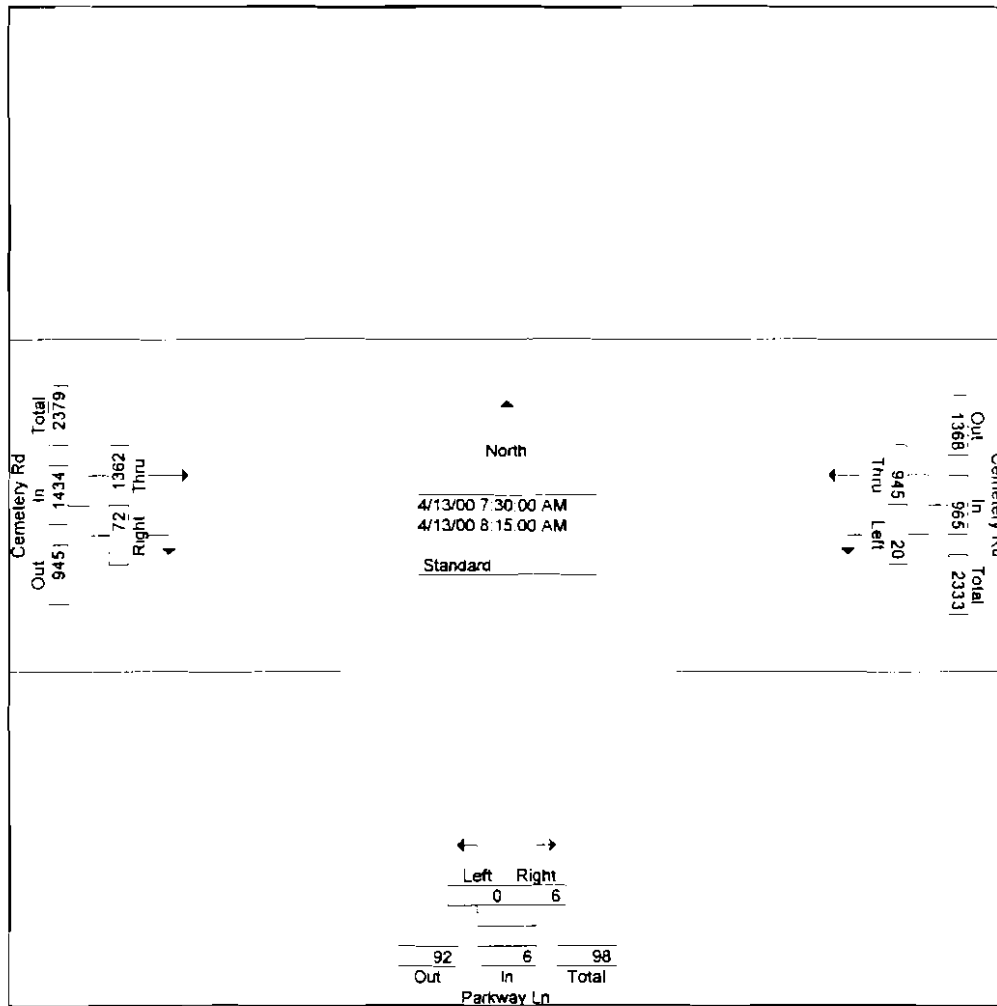 Cemetery Rd
Out In Total
945 1434 2379
72 1362
Right Thru
North
4/13/00 7:30:00 AM
4/13/00 8:15:00 AM
Standard
Thru Left
945 20
1368 965 2333
Out In Total
Cemetery Rd
Left Right
0 6
92 6 98
Out In Total
Parkway Ln